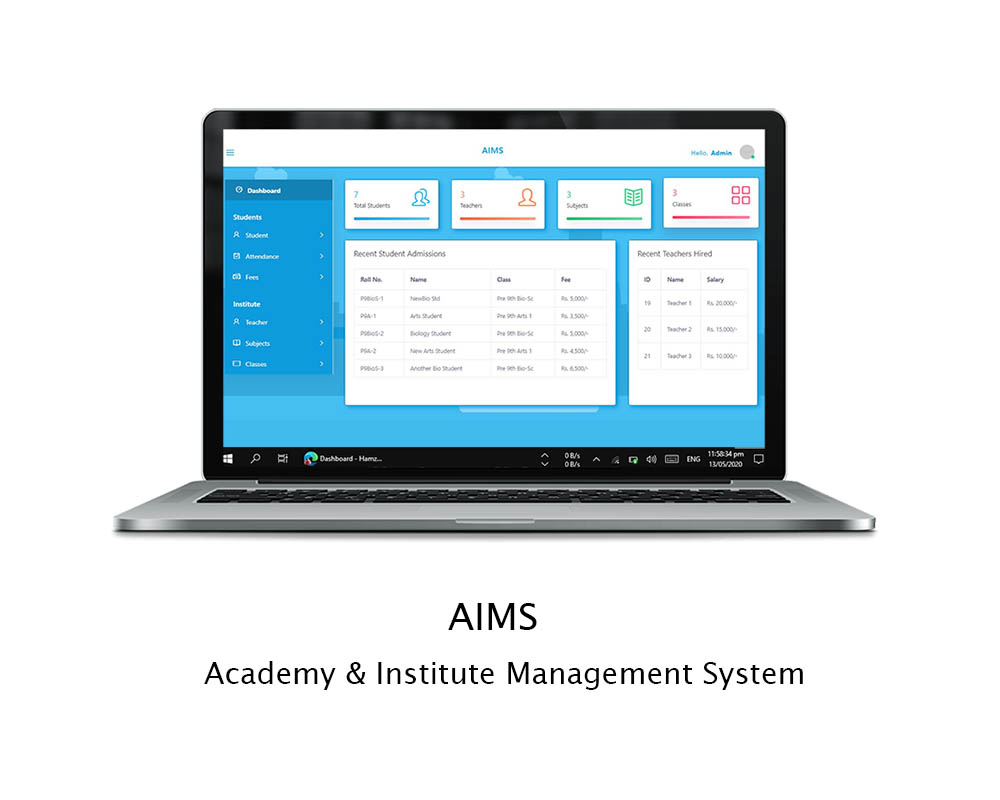 AIMS
Hello, Admin
Dashboard
Students
Student
Attendance
Fees
Institute
Teacher
Subjects
Classes
7
Total Students
3
Teachers
3
Subjects
3
Classes
Recent Student Admissions
Roll No. Name Class Fee
P9BioS-1 NewBio Std Pre 9th Bio-Sc Rs. 5,000/-
P9A-1 Arts Student Pre 9th Arts 1 Rs. 3,500/-
P9BioS-2 Biology Student Pre 9th Bio-Sc Rs. 5,000/-
P9A-2 New Arts Student Pre 9th Arts 1 Rs. 4,500/-
P9BioS-3 Another Bio Student Pre 9th Bio-Sc Rs. 6,500/-
Recent Teachers Hired
ID Name Salary
19 Teacher 1 Rs. 20,000/-
20 Teacher 2 Rs. 15,000/-
21 Teacher 3 Rs. 10,000/-
Dashboard - Hamz...
0 B/s
0 B/s
ENG
11:58:34 pm
13/05/2020
AIMS
Academy & Institute Management System